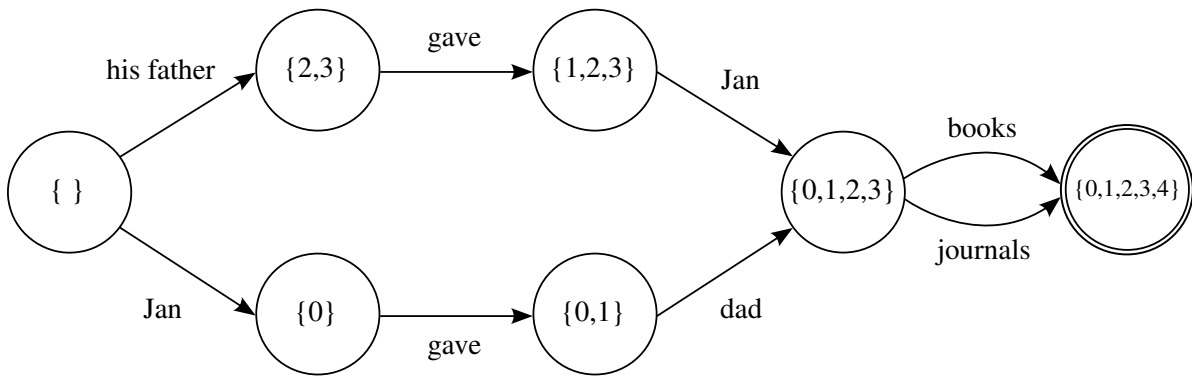 his father
{2,3}
gave
{1,2,3}
Jan
{ }
{0,1,2,3}
books
journals
{0,1,2,3,4}
Jan
{0}
gave
{0,1}
dad